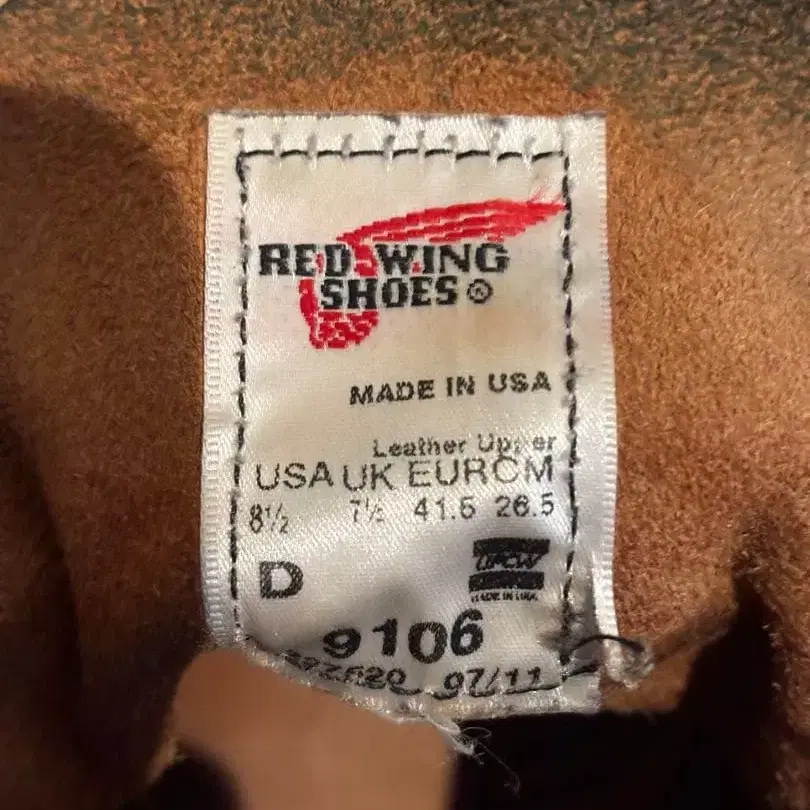 RED WING
SHOES ®
MADE IN USA
Leather Upper
USA UK EUR CM
8½ 7½ 41.5 26.5
D
UFCW
MADE IN USA
9106
97/11